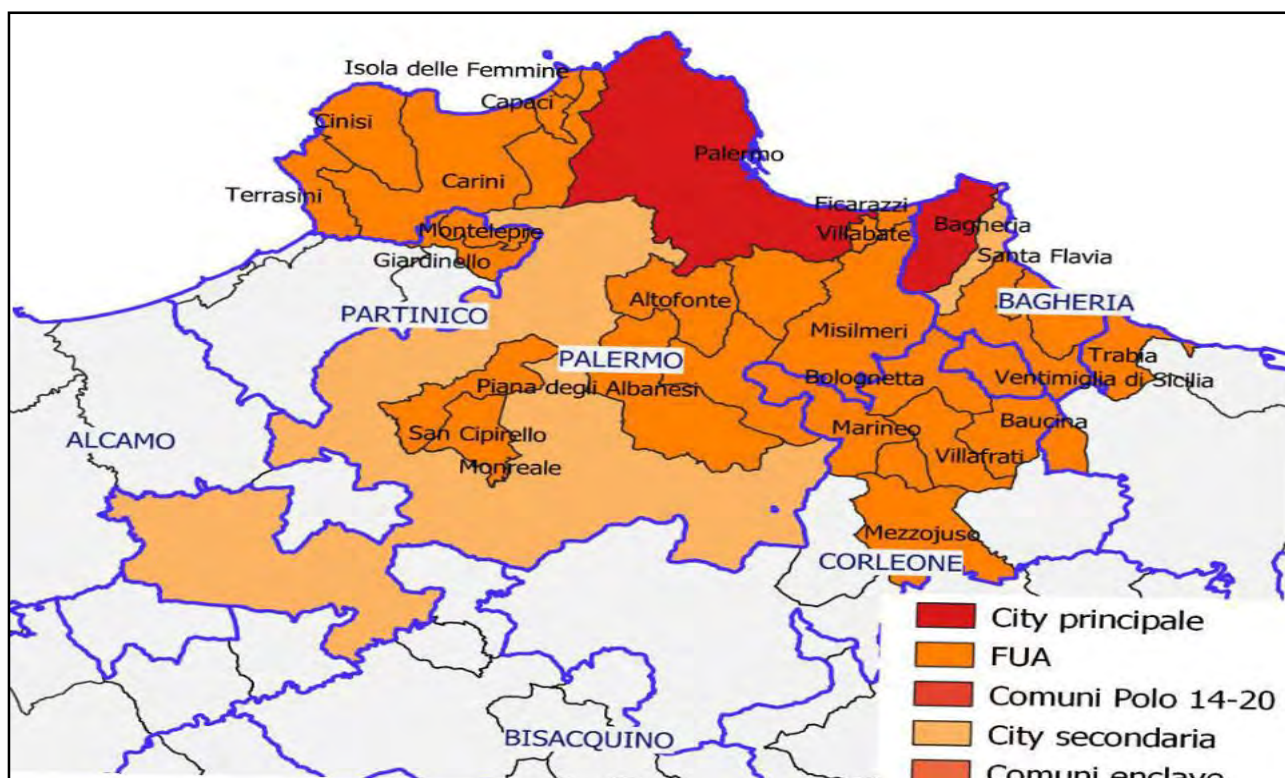 Isola delle Femmine
Capaci
Cinisi
Palermo
Carini
Terrasini
Ficarazzi
Bagheria
Montelepre
Villabate
Santa Flavia
Giardinello
BAGHERIA
Altofonte
PARTINICO
Misilmeri
PALERMO
Trabia
Bolognetta
Ventimiglia di Sicilia
Piana degli Albanesi
Baucina
San Cipirello
Marineo
ALCAMO
Villafrati
Monreale
Mezzojuso
CORLEONE
City principale
FUA
Comuni Polo 14-20
City secondaria
BISACQUINO
Comuni enclave